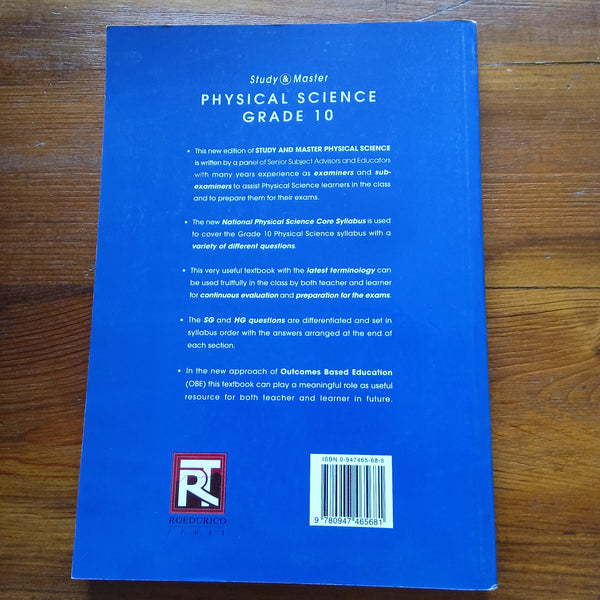 Study & Master
PHYSICAL SCIENCE
GRADE 10
• This new edition of STUDY AND MASTER PHYSICAL SCIENCE
is written by a panel of Senior Subject Advisors and Educators
with many years experience as examiners and sub-
examiners to assist Physical Science learners in the class
and to prepare them for their exams.
• The new National Physical Science Core Syllabus is used
to cover the Grade 10 Physical Science syllabus with a
variety of different questions.
• This very useful textbook with the latest terminology can
be used fruitfully in the class by both teacher and learner
for continuous evaluation and preparation for the exams.
• The SG and HG questions are differentiated and set in
syllabus order with the answers arranged at the end of
each section.
• In the new approach of Outcomes Based Education
(OBE) this textbook can play a meaningful role as useful
resource for both teacher and learner in future.
RT
ROEDURICO
TRUST
ISBN 0-947465-68-5
9 780947 465681